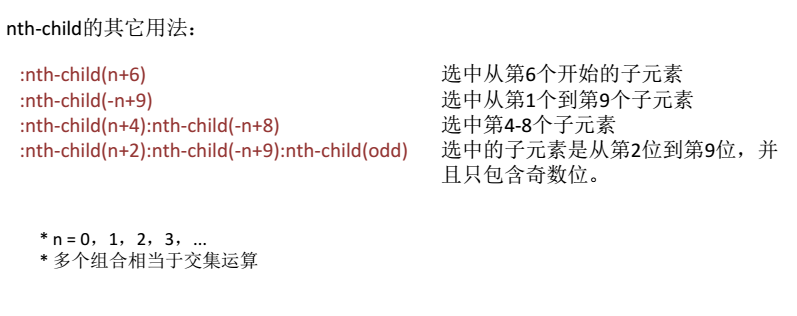 nth-child的其它用法：
:nth-child(n+6) 选中从第6个开始的子元素
:nth-child(-n+9) 选中从第1个到第9个子元素
:nth-child(n+4):nth-child(-n+8) 选中第4-8个子元素
:nth-child(n+2):nth-child(-n+9):nth-child(odd) 选中的子元素是从第2位到第9位，并
且只包含奇数位。
* n = 0，1，2，3，...
* 多个组合相当于交集运算